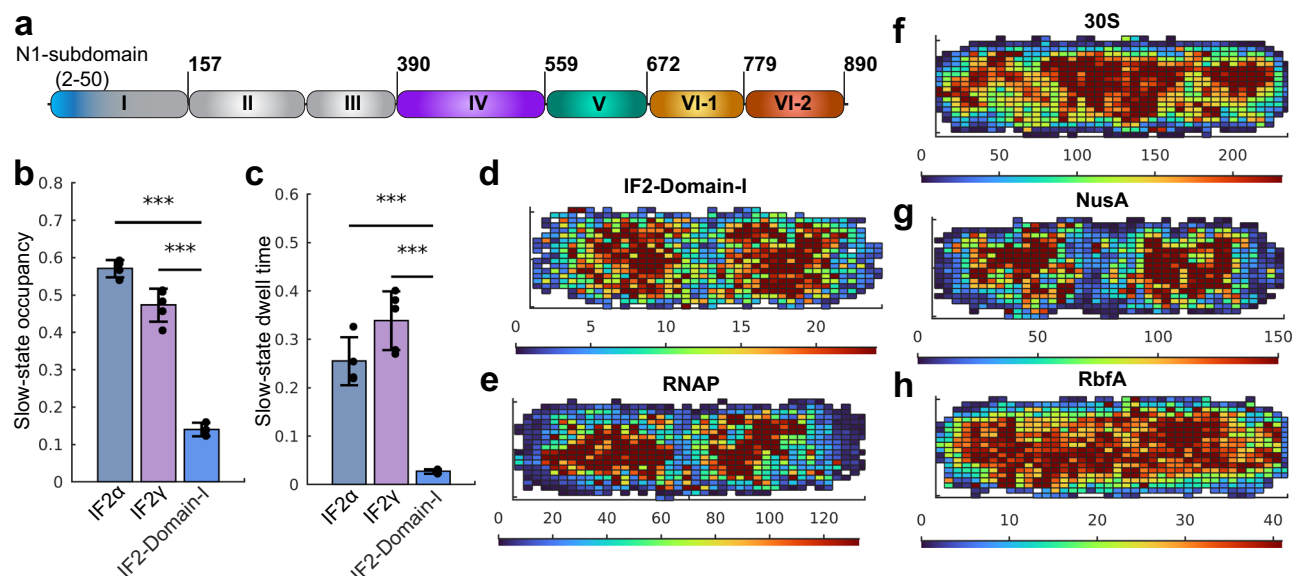 a
N1-subdomain
(2-50)
157
390
559
672
779
890
I
II
III
IV
V
VI-1
VI-2
b
Slow-state occupancy
0.8
0.7
0.6
0.5
0.4
0.3
0.2
0.1
0
***
***
IF2α
IF2γ
IF2-Domain-I
c
Slow-state dwell time
0.6
0.5
0.4
0.3
0.2
0.1
0
***
***
IF2α
IF2γ
IF2-Domain-I
d
IF2-Domain-I
0 5 10 15 20
e
RNAP
0 20 40 60 80 100 120
f
30S
0 50 100 150 200
g
NusA
0 50 100 150
h
RbfA
0 10 20 30 40